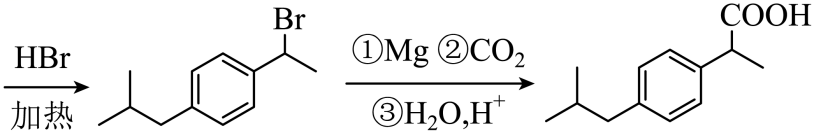 HBr
加热
Br
①Mg ②CO₂
③H₂O,H⁺
COOH